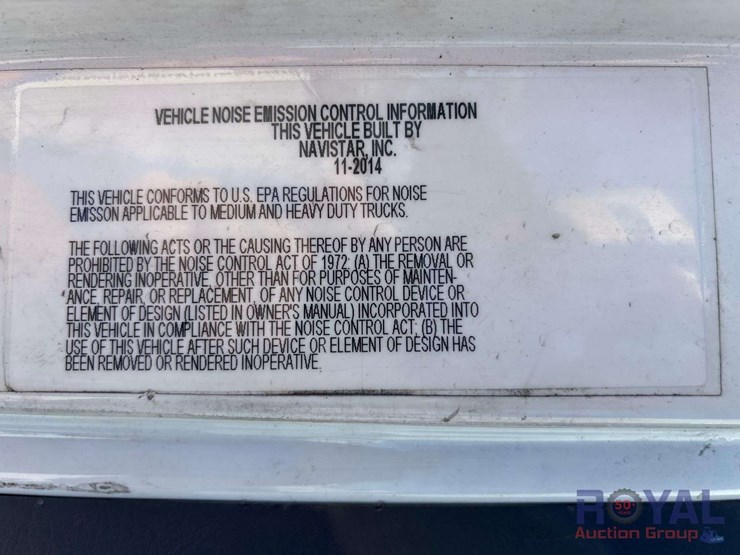 VEHICLE NOISE EMISSION CONTROL INFORMATION
THIS VEHICLE BUILT BY
NAVISTAR, INC.
11-2014
THIS VEHICLE CONFORMS TO U.S. EPA REGULATIONS FOR NOISE
EMISSON APPLICABLE TO MEDIUM AND HEAVY DUTY TRUCKS.
THE FOLLOWING ACTS OR THE CAUSING THEREOF BY ANY PERSON ARE
PROHIBITED BY THE NOISE CONTROL ACT OF 1972: (A) THE REMOVAL OR
RENDERING INOPERATIVE, OTHER THAN FOR PURPOSES OF MAINTEN-
ANCE, REPAIR, OR REPLACEMENT, OF ANY NOISE CONTROL DEVICE OR
ELEMENT OF DESIGN (LISTED IN OWNER'S MANUAL) INCORPORATED INTO
THIS VEHICLE IN COMPLIANCE WITH THE NOISE CONTROL ACT; (B) THE
USE OF THIS VEHICLE AFTER SUCH DEVICE OR ELEMENT OF DESIGN HAS
BEEN REMOVED OR RENDERED INOPERATIVE.
ROYAL
50
Auction Group